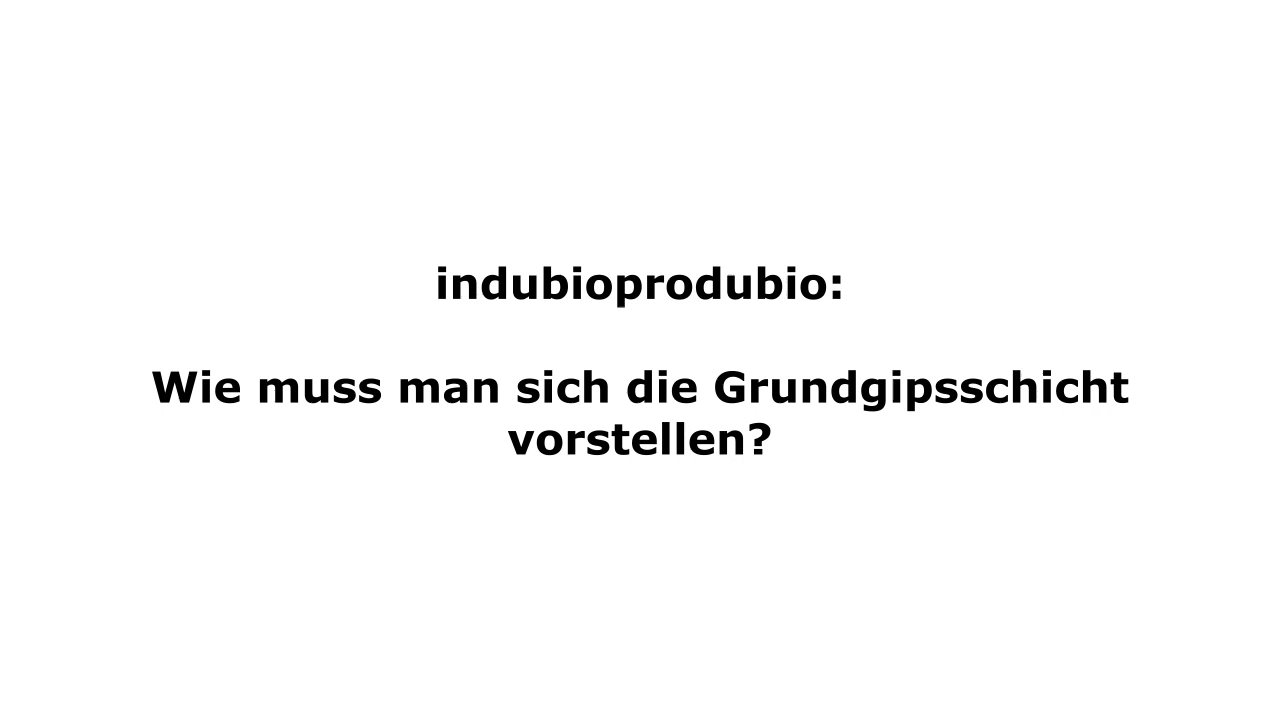 indubioprodubio:
Wie muss man sich die Grundgipsschicht
vorstellen?